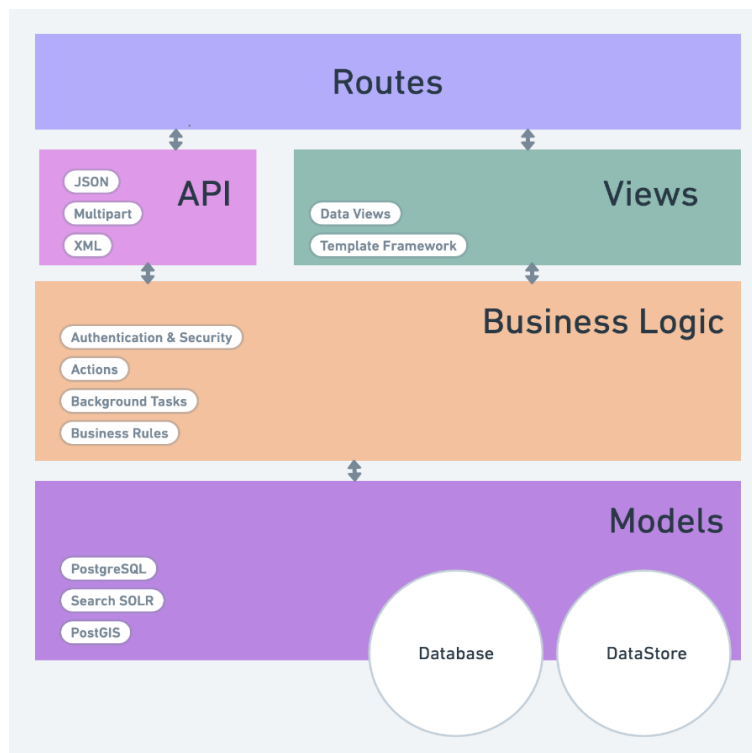 Routes
API
JSON
Multipart
XML
Views
Data Views
Template Framework
Business Logic
Authentication & Security
Actions
Background Tasks
Business Rules
Models
PostgreSQL
Search SOLR
PostGIS
Database
DataStore